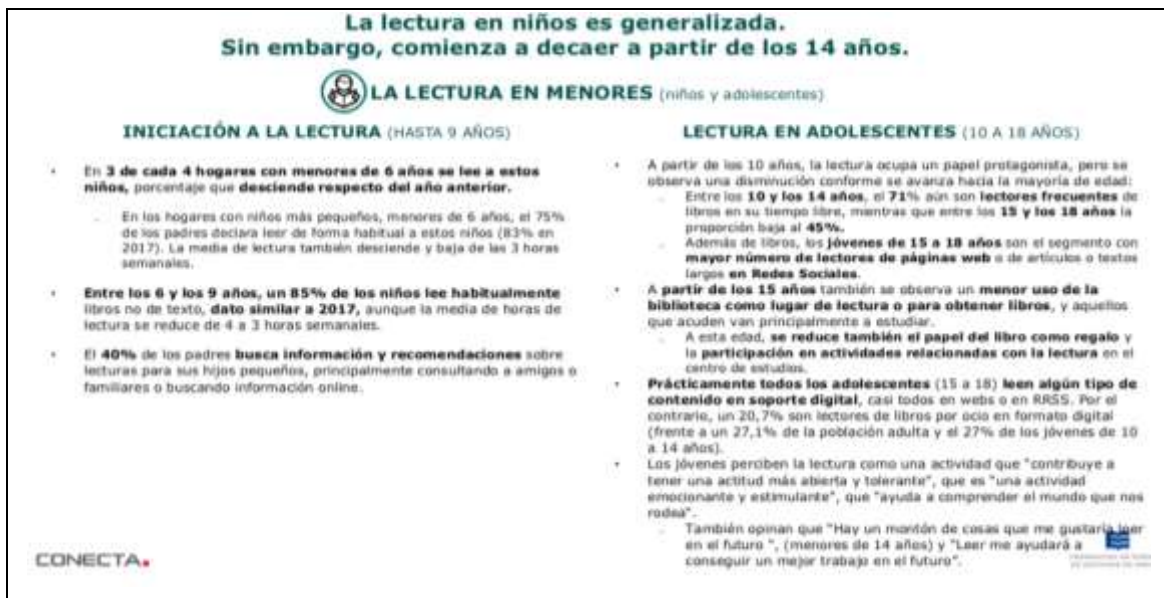 La lectura en niños es generalizada.
Sin embargo, comienza a decaer a partir de los 14 años.
LA LECTURA EN MENORES (niños y adolescentes)
INICIACIÓN A LA LECTURA (HASTA 9 AÑOS)
En 3 de cada 4 hogares con menores de 6 años se lee a estos
niños, porcentaje que desciende respecto del año anterior.
En los hogares con niños más pequeños, menores de 6 años, el 75%
de los padres declara leer de forma habitual a estos niños (83% en
2017). La media de lectura también desciende y baja de las 3 horas
semanales.
Entre los 6 y los 9 años, un 85% de los niños lee habitualmente
libros no de texto, dato similar a 2017, aunque la media de horas de
lectura se reduce de 4 a 3 horas semanales.
El 40% de los padres busca información y recomendaciones sobre
lecturas para sus hijos pequeños, principalmente consultando a amigos o
familiares o buscando información online.
LECTURA EN ADOLESCENTES (10 A 18 AÑOS)
A partir de los 10 años, la lectura ocupa un papel protagonista, pero se
observa una disminución conforme se avanza hacia la mayoría de edad:
Entre los 10 y los 14 años, el 71% aún son lectores frecuentes de
libros en su tiempo libre, mientras que entre los 15 y los 18 años la
proporción baja al 45%.
Además de libros, los jóvenes de 15 a 18 años son el segmento con
mayor número de lectores de páginas web o de artículos o textos
largos en Redes Sociales.
A partir de los 15 años también se observa un menor uso de la
biblioteca como lugar de lectura o para obtener libros, y aquellos
que acuden van principalmente a estudiar.
A esta edad, se reduce también el papel del libro como regalo y
la participación en actividades relacionadas con la lectura en el
centro de estudios.
Prácticamente todos los adolescentes (15 a 18) leen algún tipo de
contenido en soporte digital, casi todos en webs o en RRSS. Por el
contrario, un 20,7% son lectores de libros por ocio en formato digital
(frente a un 27,1% de la población adulta y el 27% de los jóvenes de 10
a 14 años).
Los jóvenes perciben la lectura como una actividad que "contribuye a
tener una actitud más abierta y tolerante", que es "una actividad
emocionante y estimulante", que "ayuda a comprender el mundo que nos
rodea".
También opinan que "Hay un montón de cosas que me gustaría leer
en el futuro ", (menores de 14 años) y "Leer me ayudará a
conseguir un mejor trabajo en el futuro".
CONECTA.